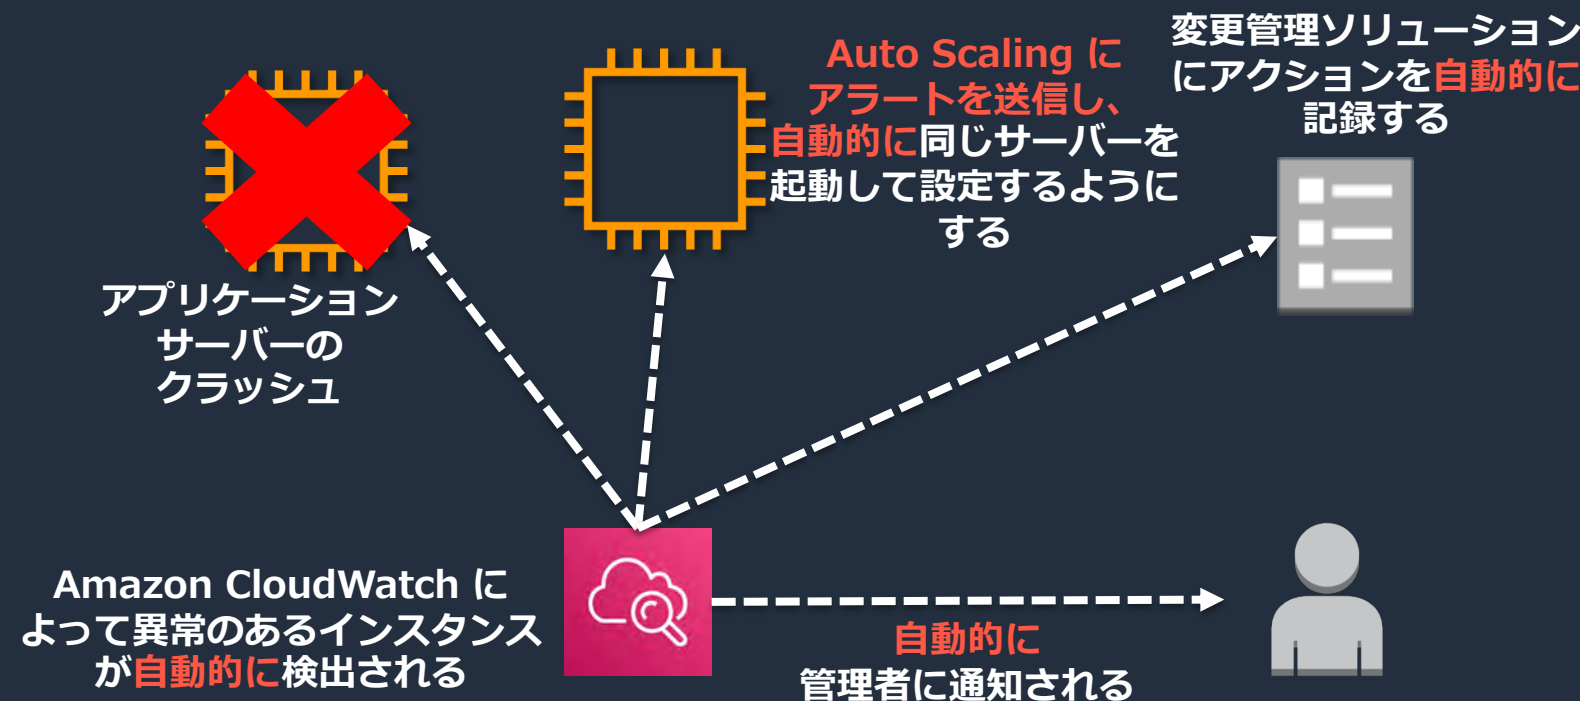 Auto Scaling に
アラートを送信し、
自動的に同じサーバーを
起動して設定するように
する
変更管理ソリューション
にアクションを自動的に
記録する
アプリケーション
サーバーの
クラッシュ
Amazon CloudWatch に
よって異常のあるインスタンス
が自動的に検出される
自動的に
管理者に通知される